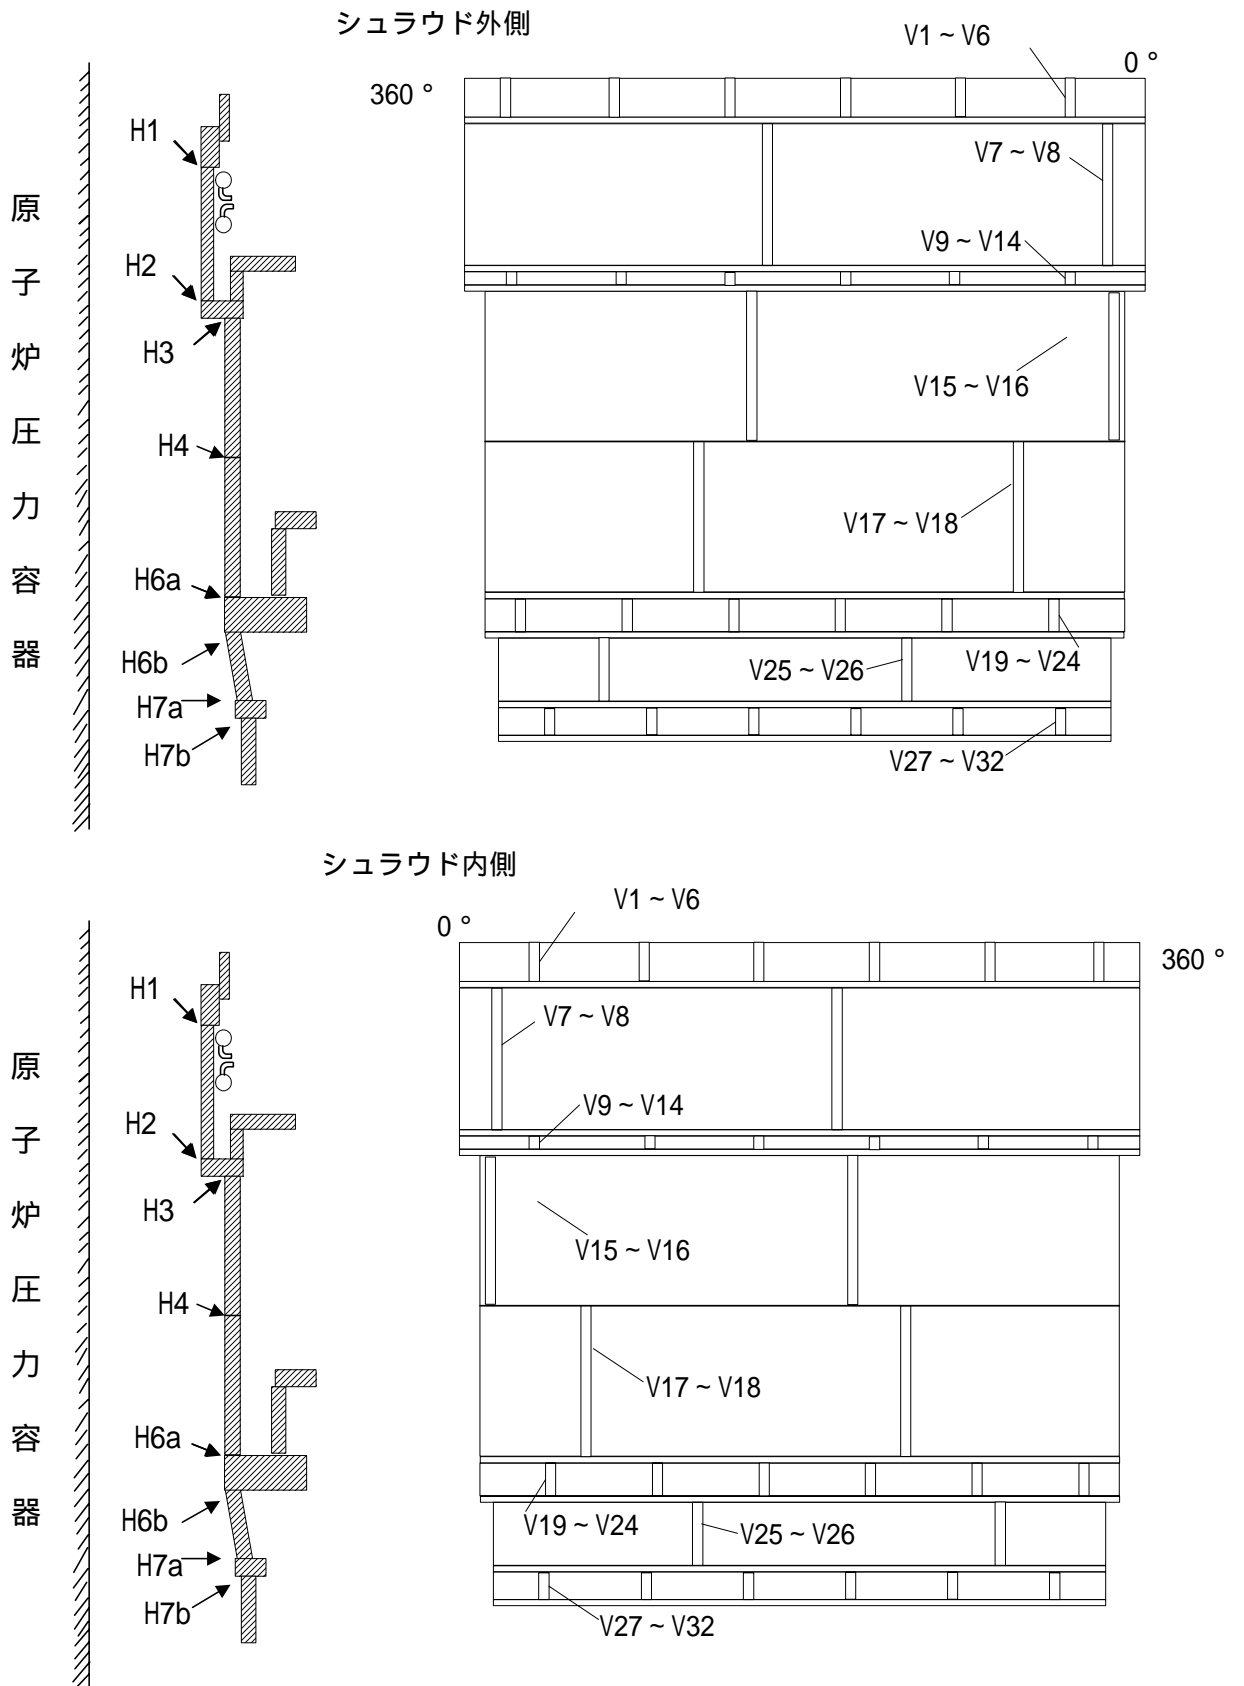 シュラウド外側
V1 ~ V6
0 °
360 °
H1
V7 ~ V8
原子炉圧力容器
V9 ~ V14
H2
H3
V15 ~ V16
H4
V17 ~ V18
H6a
H6b
V25 ~ V26
V19 ~ V24
H7a
H7b
V27 ~ V32
シュラウド内側
V1 ~ V6
0 °
360 °
H1
V7 ~ V8
原子炉圧力容器
V9 ~ V14
H2
H3
V15 ~ V16
H4
V17 ~ V18
H6a
H6b
V19 ~ V24
V25 ~ V26
H7a
H7b
V27 ~ V32